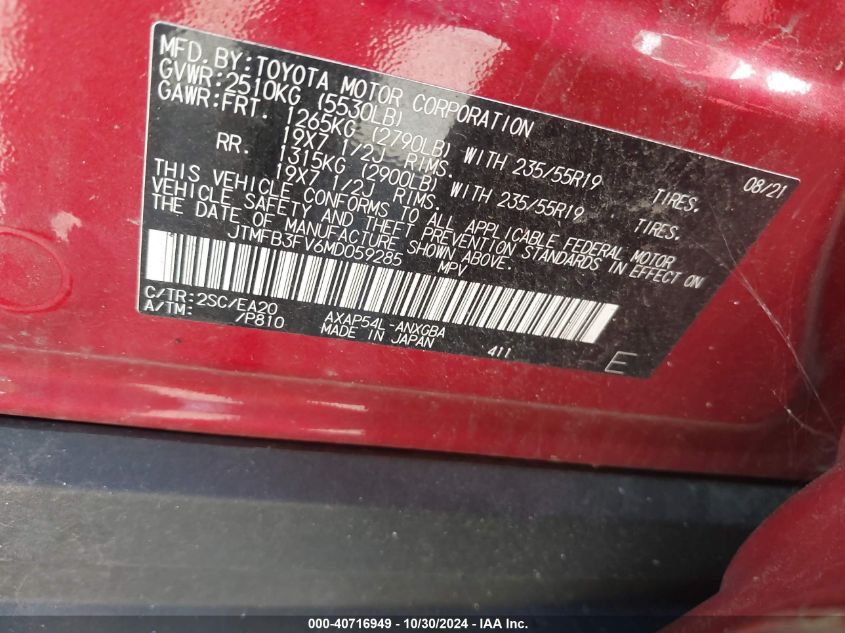 MFD. BY: TOYOTA MOTOR CORPORATION 08/21
GVWR: 2510KG (5530LB)
GAWR: FRT. 1265KG (2790LB) WITH 235/55R19 TIRES.
19X7 1/2J RIMS.
RR. 1315KG (2900LB) WITH 235/55R19 TIRES.
19X7 1/2J RIMS.
THIS VEHICLE CONFORMS TO ALL APPLICABLE FEDERAL MOTOR
VEHICLE SAFETY AND THEFT PREVENTION STANDARDS IN EFFECT ON
THE DATE OF MANUFACTURE SHOWN ABOVE.
JTMFB3FV6MD059285 MPV
C/TR: 2SC/EA20 AXAP54L-ANXGBA
A/TM: /P810 MADE IN JAPAN 411 E
000-40716949 - 10/30/2024 - IAA Inc.